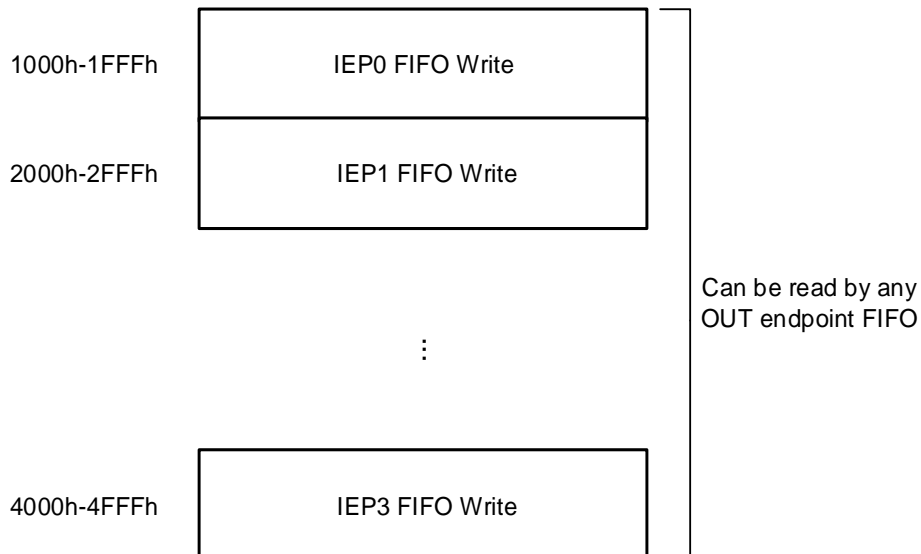 1000h-1FFFh
IEP0 FIFO Write
2000h-2FFFh
IEP1 FIFO Write
Can be read by any
OUT endpoint FIFO
⋮
4000h-4FFFh
IEP3 FIFO Write